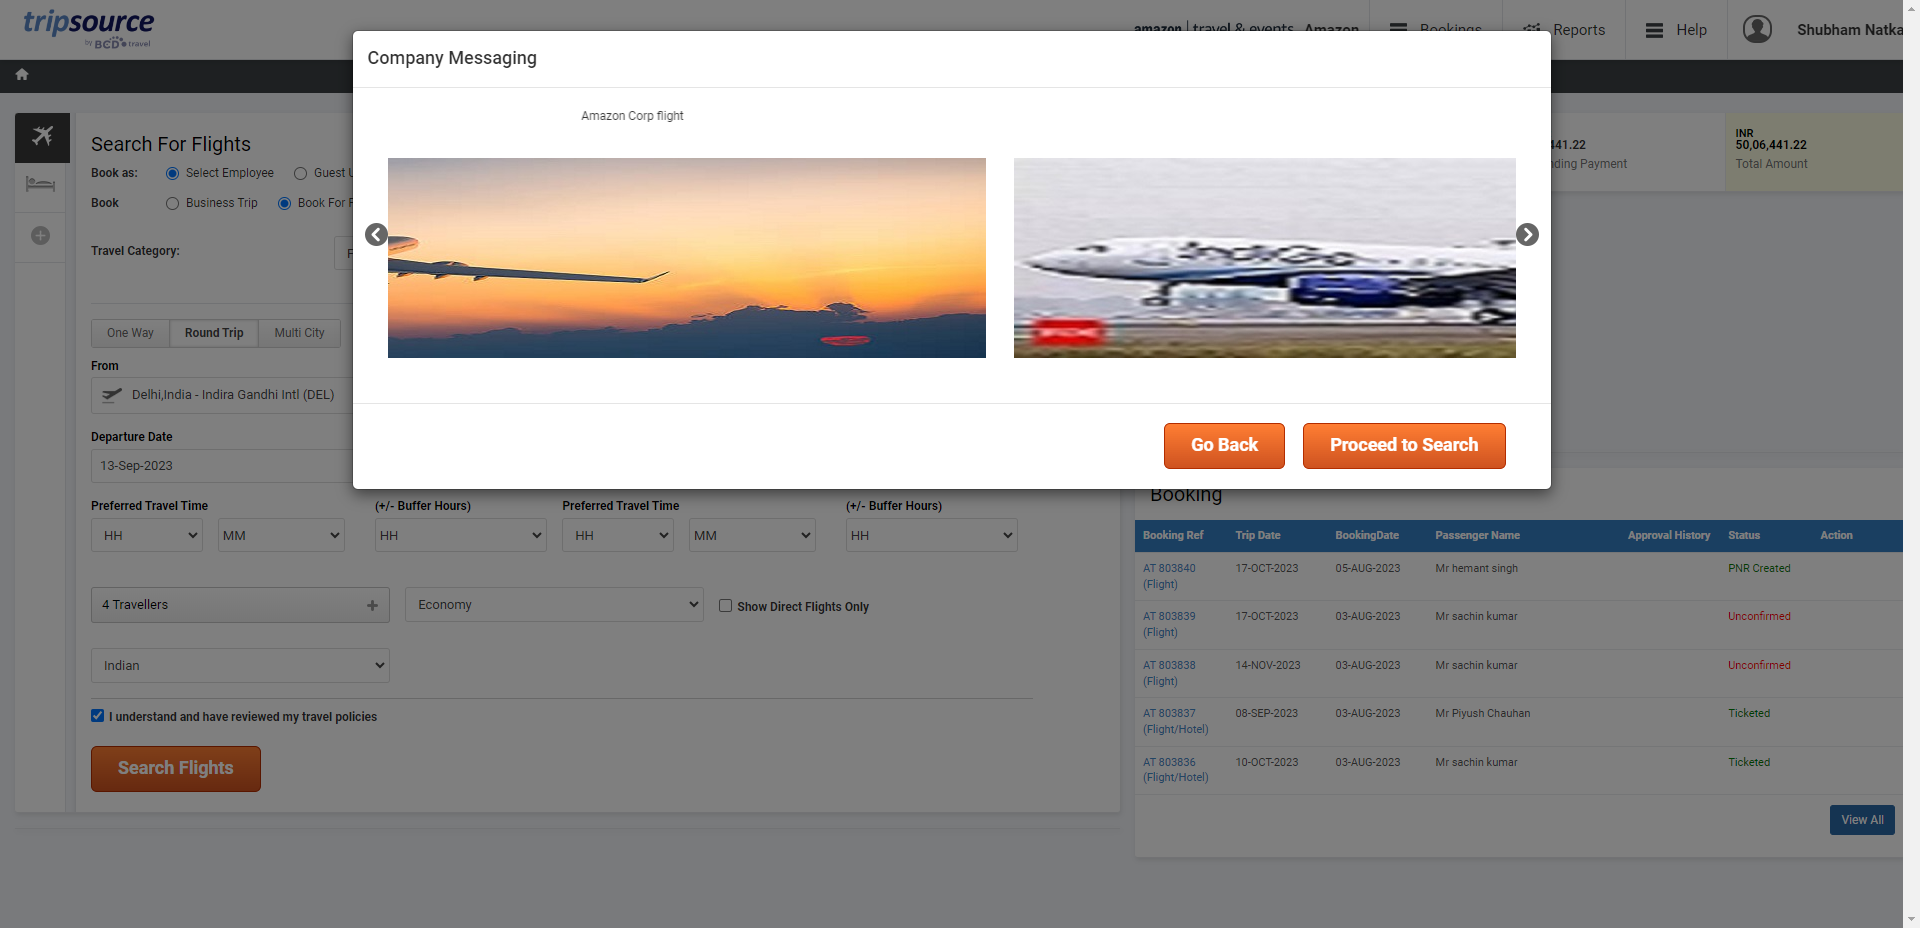 tripsource
by BCD travel
amazon travel & events Amazon
Bookings
Reports
Help
Shubham Natka
Company Messaging
Amazon Corp flight
IndiGo
Go Back
Proceed to Search
Search For Flights
Book as:
Select Employee
Guest U
Book
Business Trip
Book For P
Travel Category:
One Way
Round Trip
Multi City
From
Delhi,India - Indira Gandhi Intl (DEL)
Departure Date
13-Sep-2023
Preferred Travel Time
(+/- Buffer Hours)
Preferred Travel Time
(+/- Buffer Hours)
HH
MM
HH
HH
MM
HH
4 Travellers
Economy
Show Direct Flights Only
Indian
I understand and have reviewed my travel policies
Search Flights
441.22
nding Payment
INR
50,06,441.22
Total Amount
Booking
Booking Ref Trip Date BookingDate Passenger Name Approval History Status Action
AT 803840 17-OCT-2023 05-AUG-2023 Mr hemant singh PNR Created
(Flight)
AT 803839 17-OCT-2023 03-AUG-2023 Mr sachin kumar Unconfirmed
(Flight)
AT 803838 14-NOV-2023 03-AUG-2023 Mr sachin kumar Unconfirmed
(Flight)
AT 803837 08-SEP-2023 03-AUG-2023 Mr Piyush Chauhan Ticketed
(Flight/Hotel)
AT 803836 10-OCT-2023 03-AUG-2023 Mr sachin kumar Ticketed
(Flight/Hotel)
View All